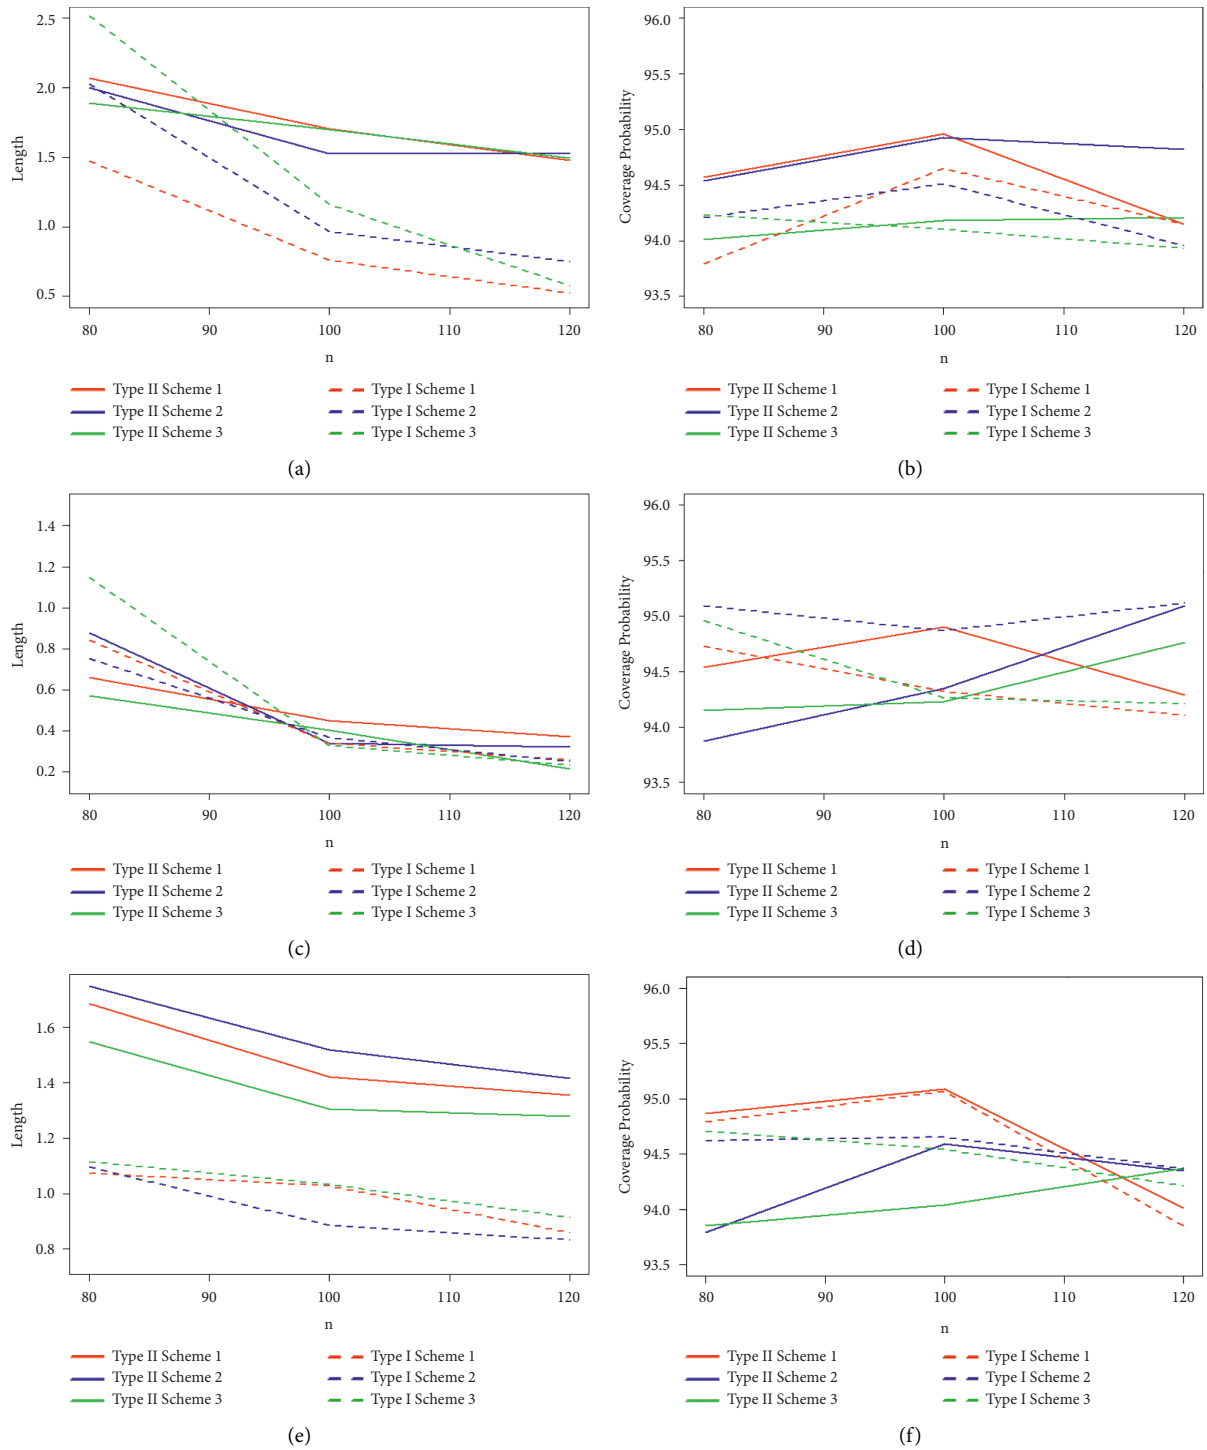 2.5
2.0
1.5
1.0
0.5
Length
80 90 100 110 120
n
Type II Scheme 1 Type I Scheme 1
Type II Scheme 2 Type I Scheme 2
Type II Scheme 3 Type I Scheme 3
(a)
96.0
95.5
95.0
94.5
94.0
93.5
Coverage Probability
80 90 100 110 120
n
Type II Scheme 1 Type I Scheme 1
Type II Scheme 2 Type I Scheme 2
Type II Scheme 3 Type I Scheme 3
(b)
1.4
1.2
1.0
0.8
0.6
0.4
0.2
Length
80 90 100 110 120
n
Type II Scheme 1 Type I Scheme 1
Type II Scheme 2 Type I Scheme 2
Type II Scheme 3 Type I Scheme 3
(c)
96.0
95.5
95.0
94.5
94.0
93.5
Coverage Probability
80 90 100 110 120
n
Type II Scheme 1 Type I Scheme 1
Type II Scheme 2 Type I Scheme 2
Type II Scheme 3 Type I Scheme 3
(d)
1.6
1.4
1.2
1.0
0.8
Length
80 90 100 110 120
n
Type II Scheme 1 Type I Scheme 1
Type II Scheme 2 Type I Scheme 2
Type II Scheme 3 Type I Scheme 3
(e)
96.0
95.5
95.0
94.5
94.0
93.5
Coverage Probability
80 90 100 110 120
n
Type II Scheme 1 Type I Scheme 1
Type II Scheme 2 Type I Scheme 2
Type II Scheme 3 Type I Scheme 3
(f)